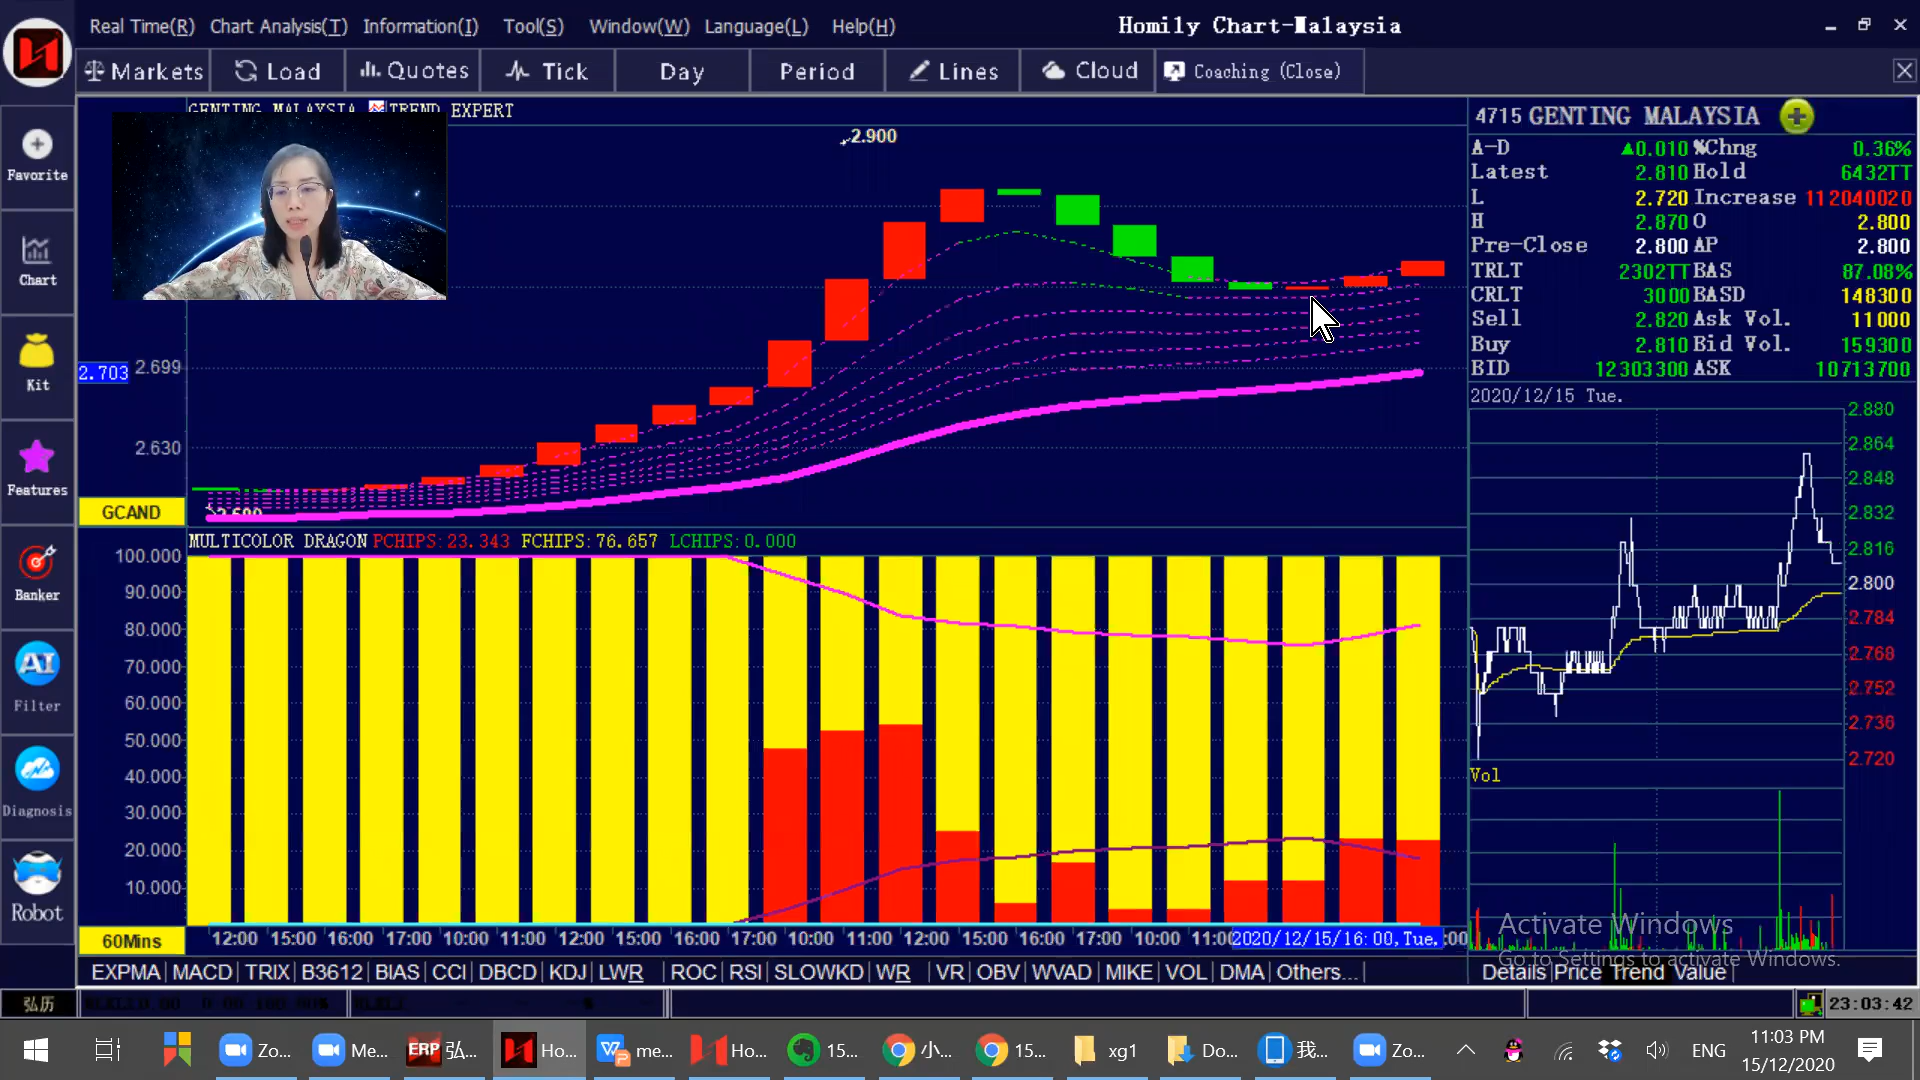 Real Time(R) Chart Analysis(T) Information(I) Tool(S) Window(W) Language(L) Help(H) Homily Chart-Malaysia
Markets Load Quotes Tick Day Period Lines Cloud Coaching (Close)
GENTING MALAYSIA TREND EXPERT
Favorite
Chart
Kit
Features
Banker
AI
Filter
Diagnosis
Robot
2.900
2.703 2.699
2.630
GCAND
MULTICOLOR DRAGON PCHIPS:23.343 FCHIPS:76.657 LCHIPS:0.000
100.000
90.000
80.000
70.000
60.000
50.000
40.000
30.000
20.000
10.000
60Mins 12:00 15:00 16:00 17:00 10:00 11:00 12:00 15:00 16:00 17:00 10:00 11:00 12:00 15:00 16:00 17:00 10:00 11:00 2020/12/15/16:00,Tue. :00
EXPMA MACD TRIX B3612 BIAS CCI DBCD KDJ LWR ROC RSI SLOWKD WR VR OBV WVAD MIKE VOL DMA Others...
4715 GENTING MALAYSIA
A-D ▲0.010 %Chng 0.36%
Latest 2.810 Hold 6432TT
L 2.720 Increase 112040020
H 2.870 O 2.800
Pre-Close 2.800 AP 2.800
TRLT 2302TT BAS 87.08%
CRLT 3000 BASD 148300
Sell 2.820 Ask Vol. 11000
Buy 2.810 Bid Vol. 159300
BID 12303300 ASK 10713700
2020/12/15 Tue.
2.880
2.864
2.848
2.832
2.816
2.800
2.784
2.768
2.752
2.736
2.720
Vol
Activate Windows
Go to Settings to activate Windows.
Details Price Trend Value
弘历
23:03:42
Zo... Me... ERP 弘... Ho... me... Ho... 15... 小... 15... xg1 Do... 我... Zo... ENG 11:03 PM
15/12/2020